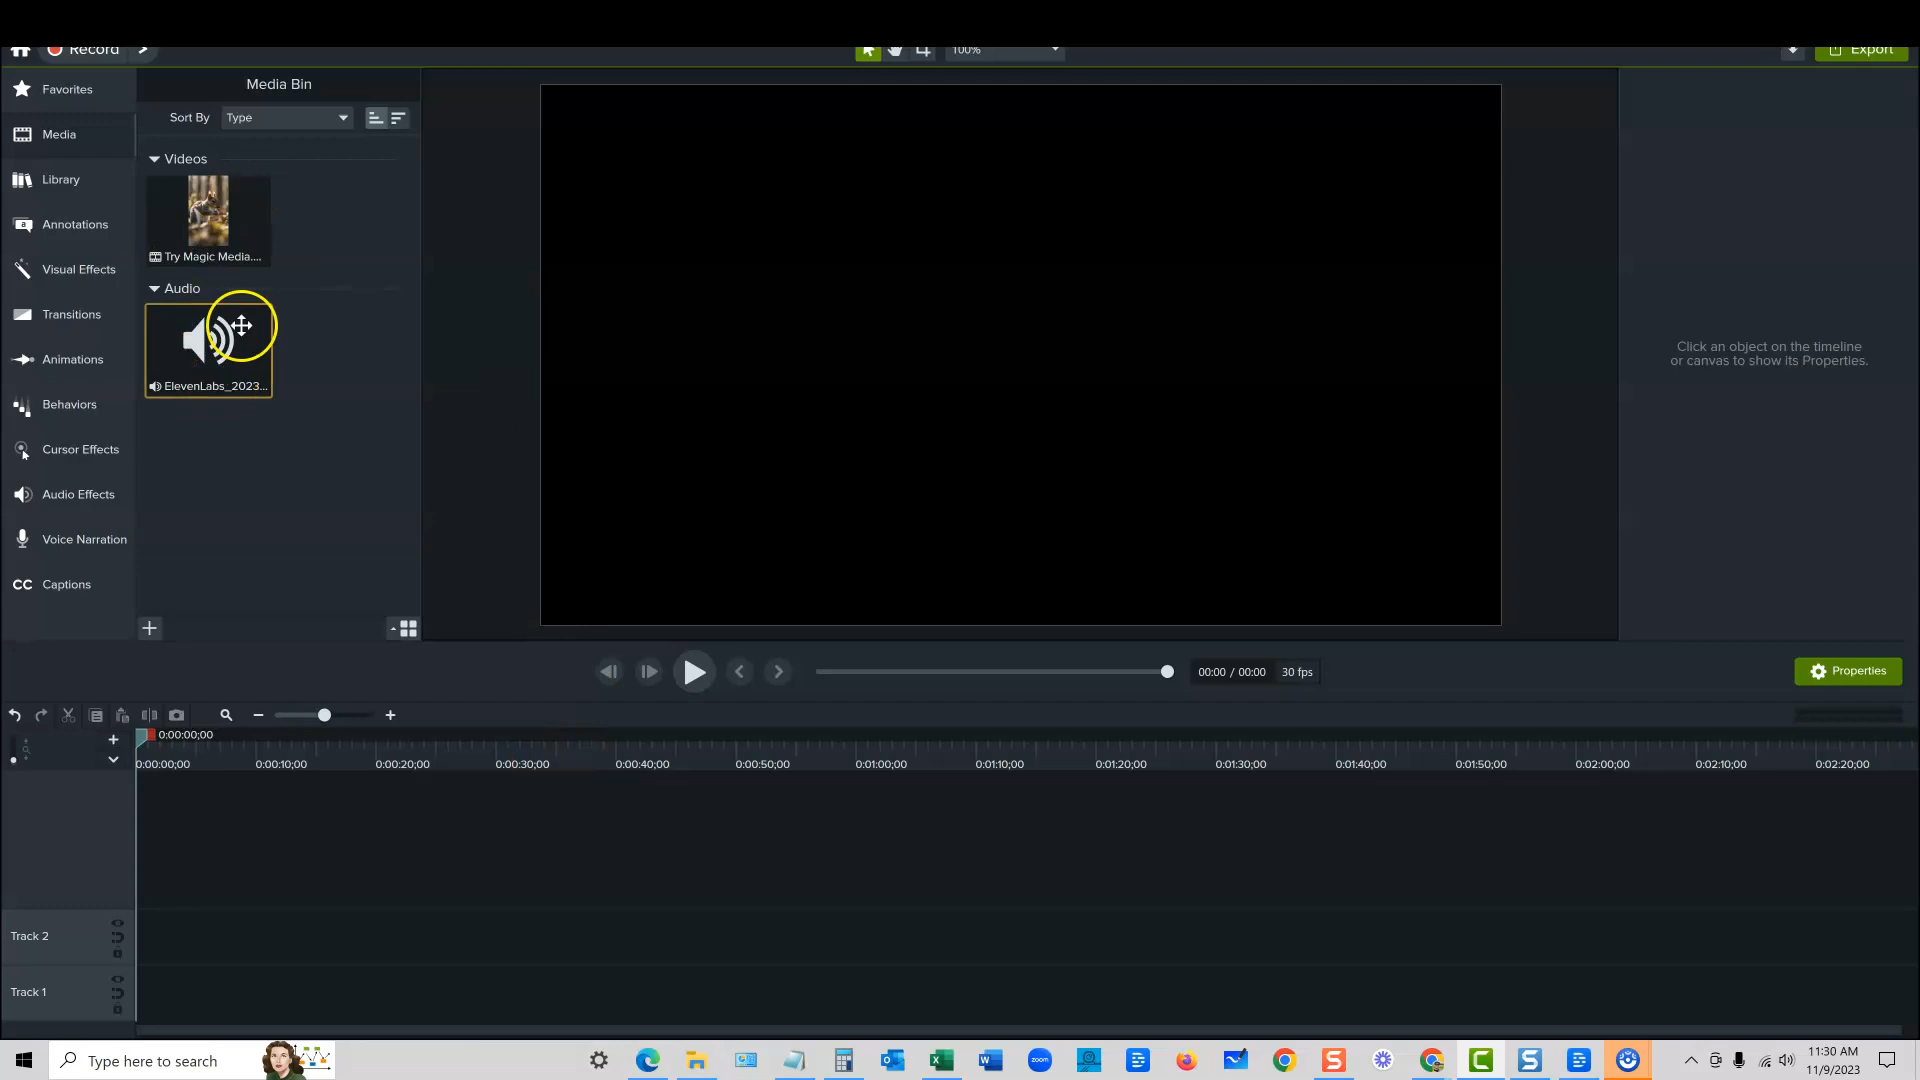 Record
100%
Export
Favorites
Media
Library
Annotations
Visual Effects
Transitions
Animations
Behaviors
Cursor Effects
Audio Effects
Voice Narration
CC Captions
Media Bin
Sort By Type
Videos
Try Magic Media....
Audio
ElevenLabs_2023...
Click an object on the timeline
or canvas to show its Properties.
00:00 / 00:00 30 fps
Properties
0:00:00;00
0:00:00;00 0:00:10;00 0:00:20;00 0:00:30;00 0:00:40;00 0:00:50;00 0:01:00;00 0:01:10;00 0:01:20;00 0:01:30;00 0:01:40;00 0:01:50;00 0:02:00;00 0:02:10;00 0:02:20;00
Track 2
Track 1
Type here to search
zoom
11:30 AM
11/9/2023